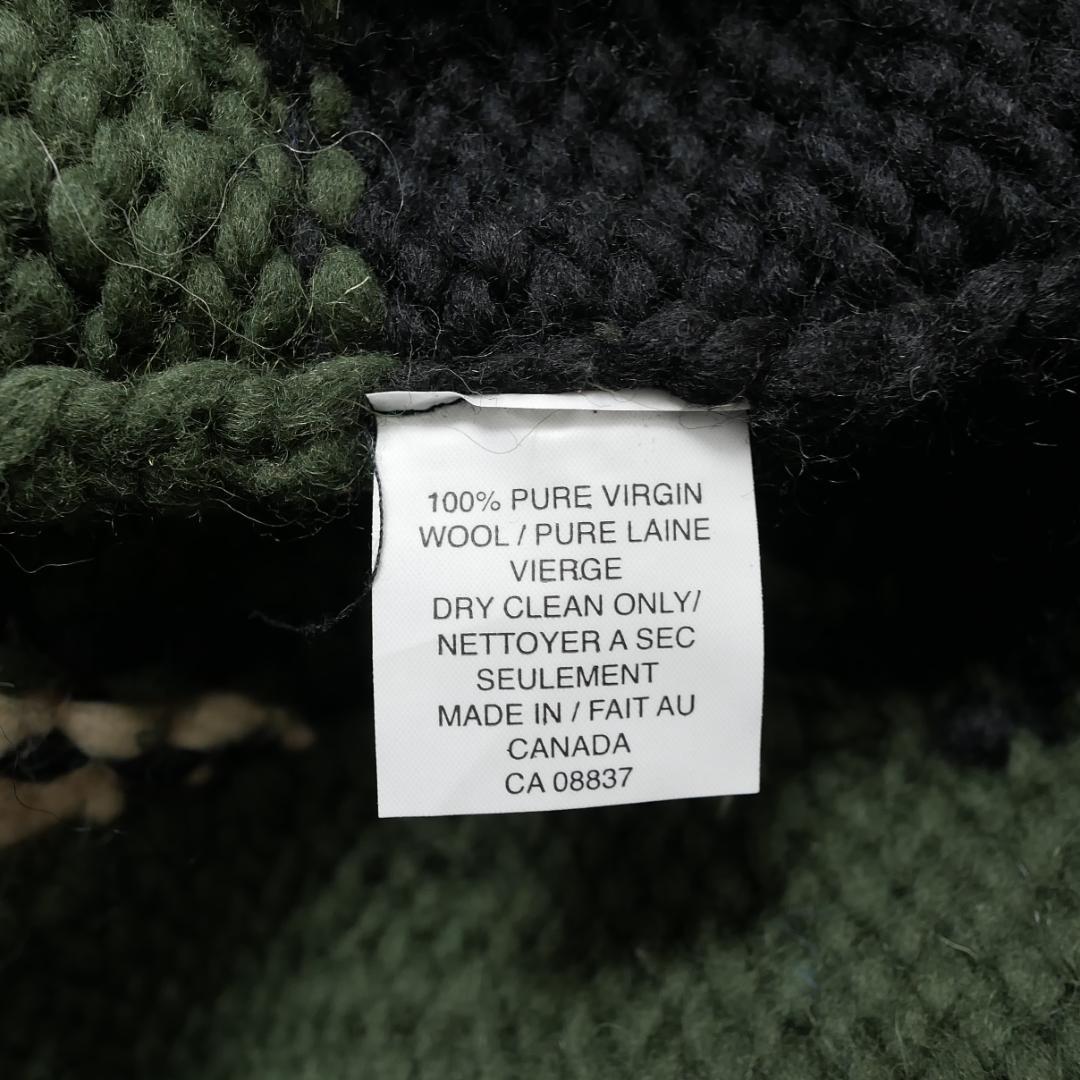 100% PURE VIRGIN
WOOL / PURE LAINE
VIERGE
DRY CLEAN ONLY/
NETTOYER A SEC
SEULEMENT
MADE IN / FAIT AU
CANADA
CA 08837